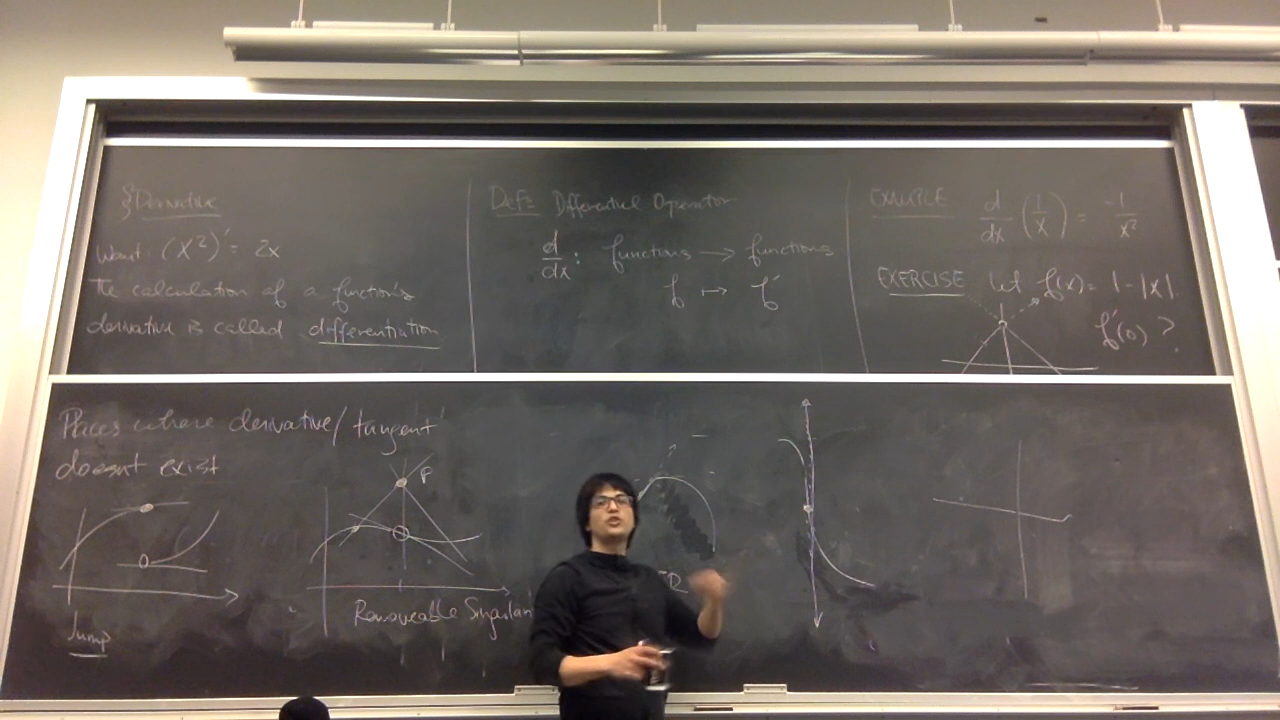 § Derivative
Want (x²)' = 2x
The calculation of a function's
derivative is called differentiation
Def: Differential Operator
d/dx : functions → functions
f ↦ f'
EXAMPLE d/dx (1/x) = -1/x²
EXERCISE Let f(x) = 1 - |x|.
f'(0)?
Places where derivative/tangent
doesn't exist
P
Jump
Removeable